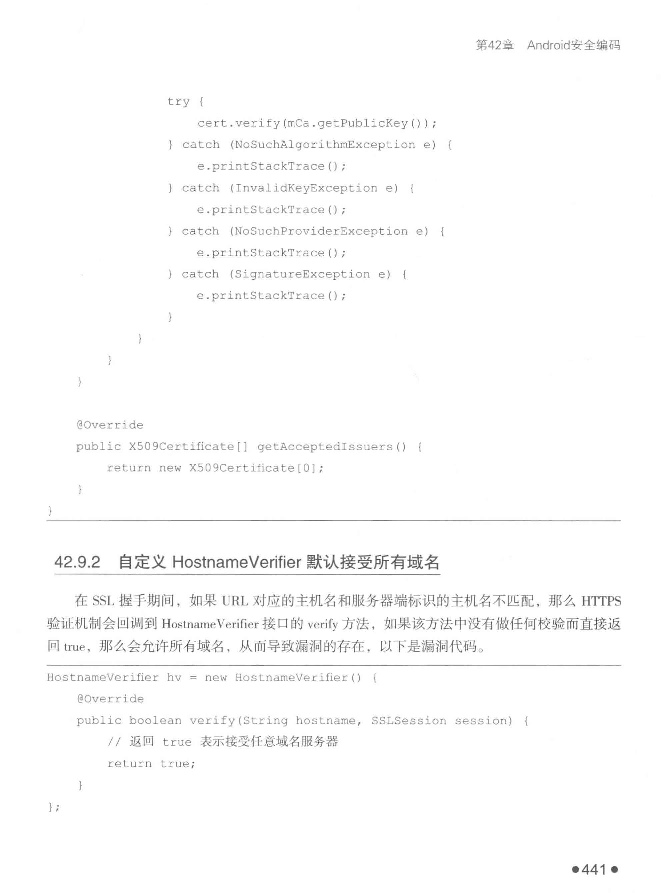 第42章 Android安全编码
try {
cert.verify(mCa.getPublicKey());
} catch (NoSuchAlgorithmException e) {
e.printStackTrace();
} catch (InvalidKeyException e) {
e.printStackTrace();
} catch (NoSuchProviderException e) {
e.printStackTrace();
} catch (SignatureException e) {
e.printStackTrace();
}
}
}
}
@Override
public X509Certificate[] getAcceptedIssuers() {
return new X509Certificate[0];
}
}
42.9.2 自定义 HostnameVerifier 默认接受所有域名
在 SSL 握手期间，如果 URL 对应的主机名和服务器端标识的主机名不匹配，那么 HTTPS
验证机制会回调到 HostnameVerifier 接口的 verify 方法，如果该方法中没有做任何校验而直接返
回 true，那么会允许所有域名，从而导致漏洞的存在，以下是漏洞代码。
HostnameVerifier hv = new HostnameVerifier() {
@Override
public boolean verify(String hostname, SSLSession session) {
// 返回 true 表示接受任意域名服务器
return true;
}
};
●441●